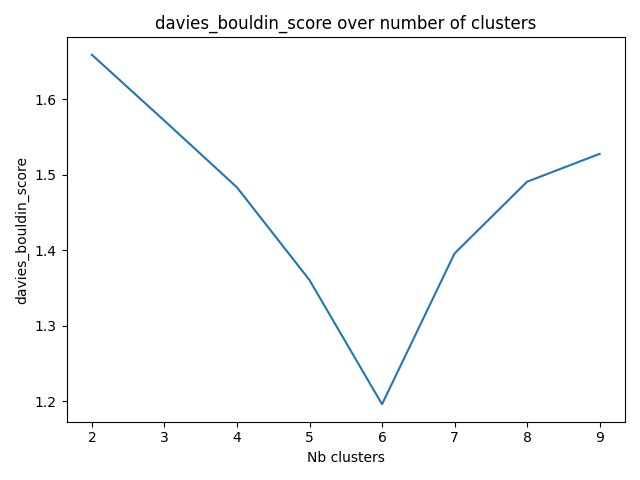 davies_bouldin_score over number of clusters
davies_bouldin_score
1.6
1.5
1.4
1.3
1.2
2 3 4 5 6 7 8 9
Nb clusters